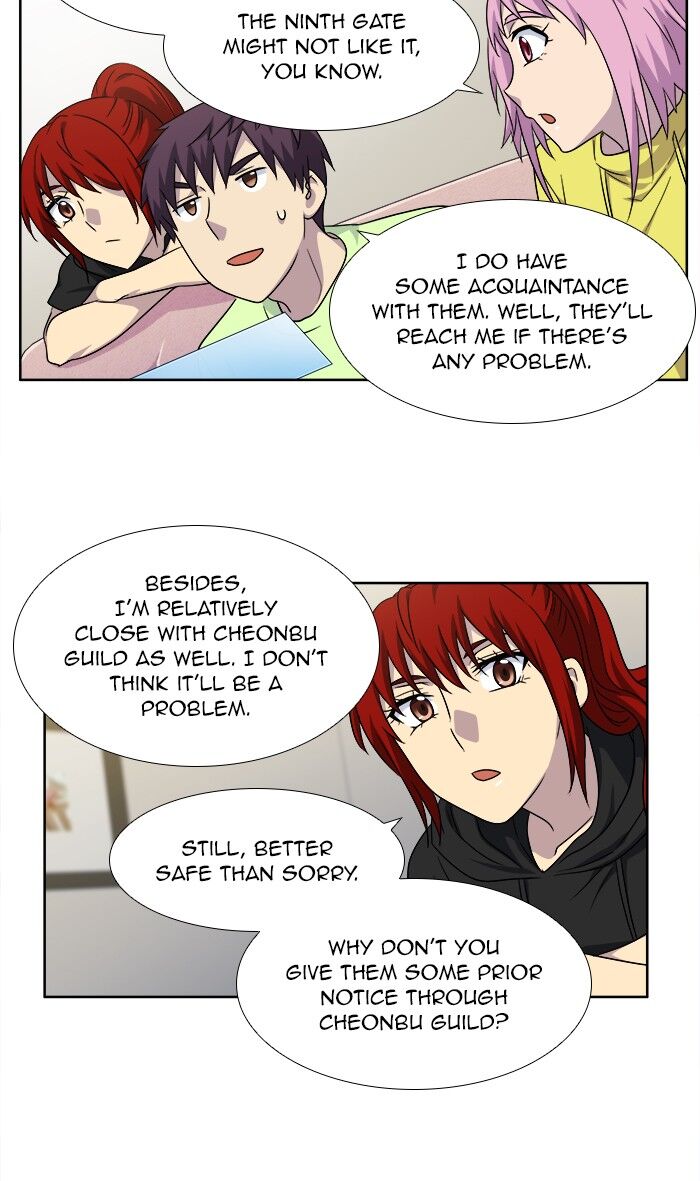 THE NINTH GATE
MIGHT NOT LIKE IT,
YOU KNOW.
I DO HAVE
SOME ACQUAINTANCE
WITH THEM. WELL, THEY'LL
REACH ME IF THERE'S
ANY PROBLEM.
BESIDES,
I'M RELATIVELY
CLOSE WITH CHEONBU
GUILD AS WELL. I DON'T
THINK IT'LL BE A
PROBLEM.
STILL, BETTER
SAFE THAN SORRY.
WHY DON'T YOU
GIVE THEM SOME PRIOR
NOTICE THROUGH
CHEONBU GUILD?